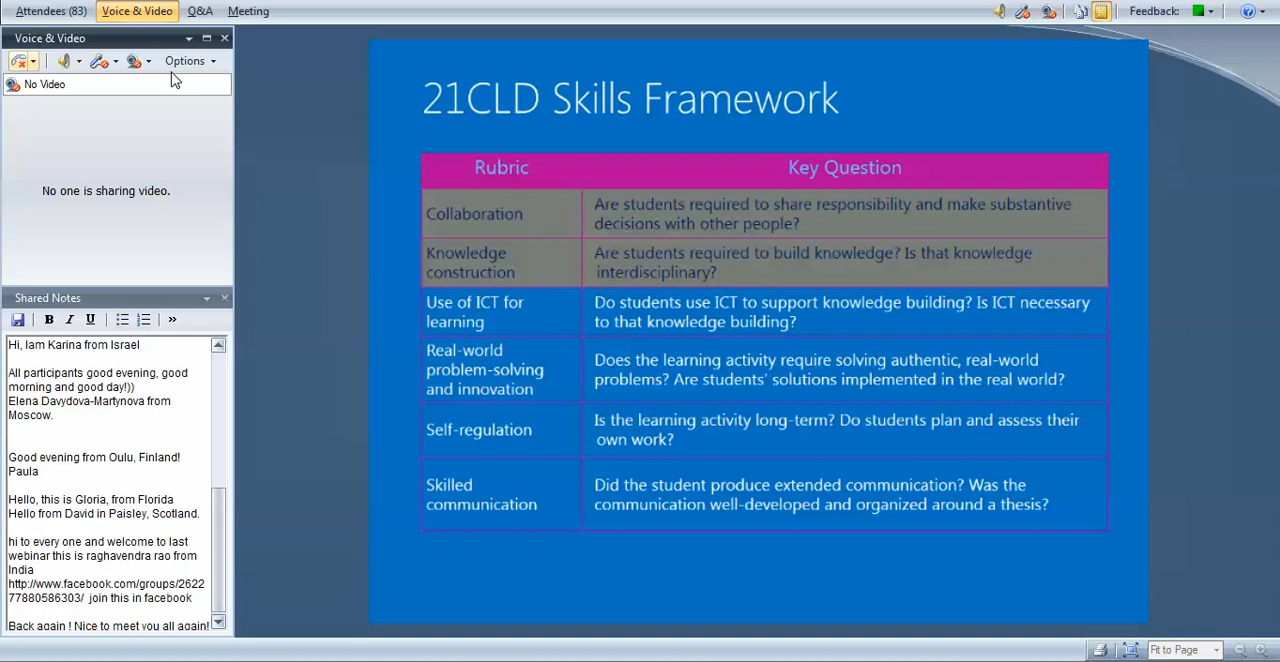 Attendees (83) Voice & Video Q&A Meeting Feedback:
Voice & Video
Options
No Video
No one is sharing video.
Shared Notes
B I U
Hi, Iam Karina from Israel
All participants good evening, good
morning and good day!))
Elena Davydova-Martynova from
Moscow.
Good evening from Oulu, Finland!
Paula
Hello, this is Gloria, from Florida
Hello from David in Paisley, Scotland.
hi to every one and welcome to last
webinar this is raghavendra rao from
India
http://www.facebook.com/groups/2622
77880586303/ join this in facebook
Back again ! Nice to meet you all again!
21CLD Skills Framework
Rubric Key Question
Collaboration
Are students required to share responsibility and make substantive
decisions with other people?
Knowledge
construction
Are students required to build knowledge? Is that knowledge
interdisciplinary?
Use of ICT for
learning
Do students use ICT to support knowledge building? Is ICT necessary
to that knowledge building?
Real-world
problem-solving
and innovation
Does the learning activity require solving authentic, real-world
problems? Are students' solutions implemented in the real world?
Self-regulation
Is the learning activity long-term? Do students plan and assess their
own work?
Skilled
communication
Did the student produce extended communication? Was the
communication well-developed and organized around a thesis?
Fit to Page